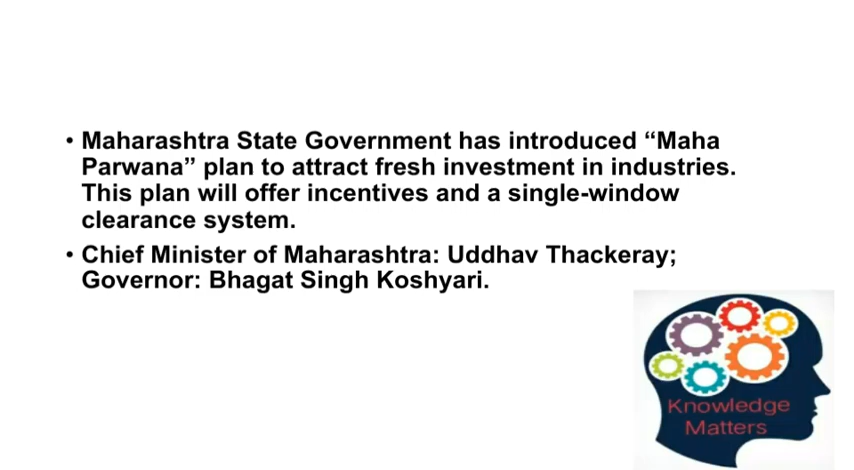 • Maharashtra State Government has introduced “Maha
Parwana” plan to attract fresh investment in industries.
This plan will offer incentives and a single-window
clearance system.
• Chief Minister of Maharashtra: Uddhav Thackeray;
Governor: Bhagat Singh Koshyari.
Knowledge
Matters